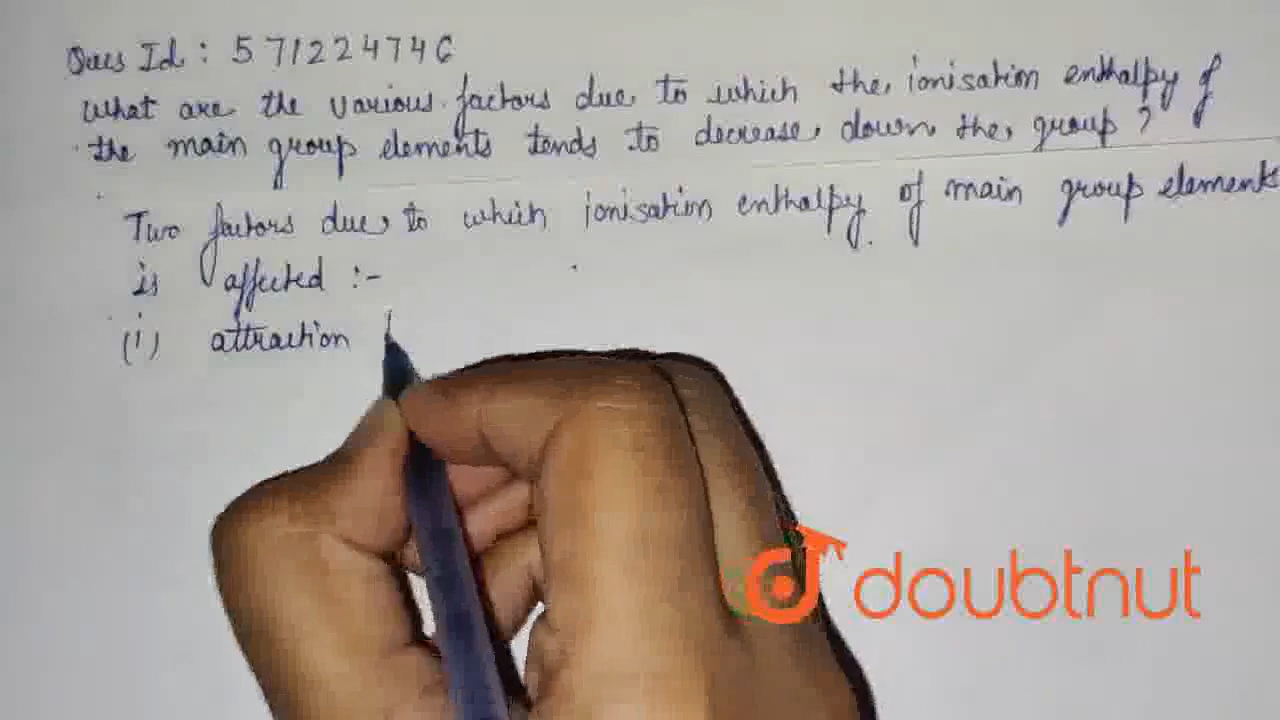 Ques Id : 571224746
What are the various factors due to which the ionisation enthalpy of
the main group elements tends to decrease down the group ?
Two factors due to which ionisation enthalpy of main group elements
is affected :-
(i) attraction
doubtnut